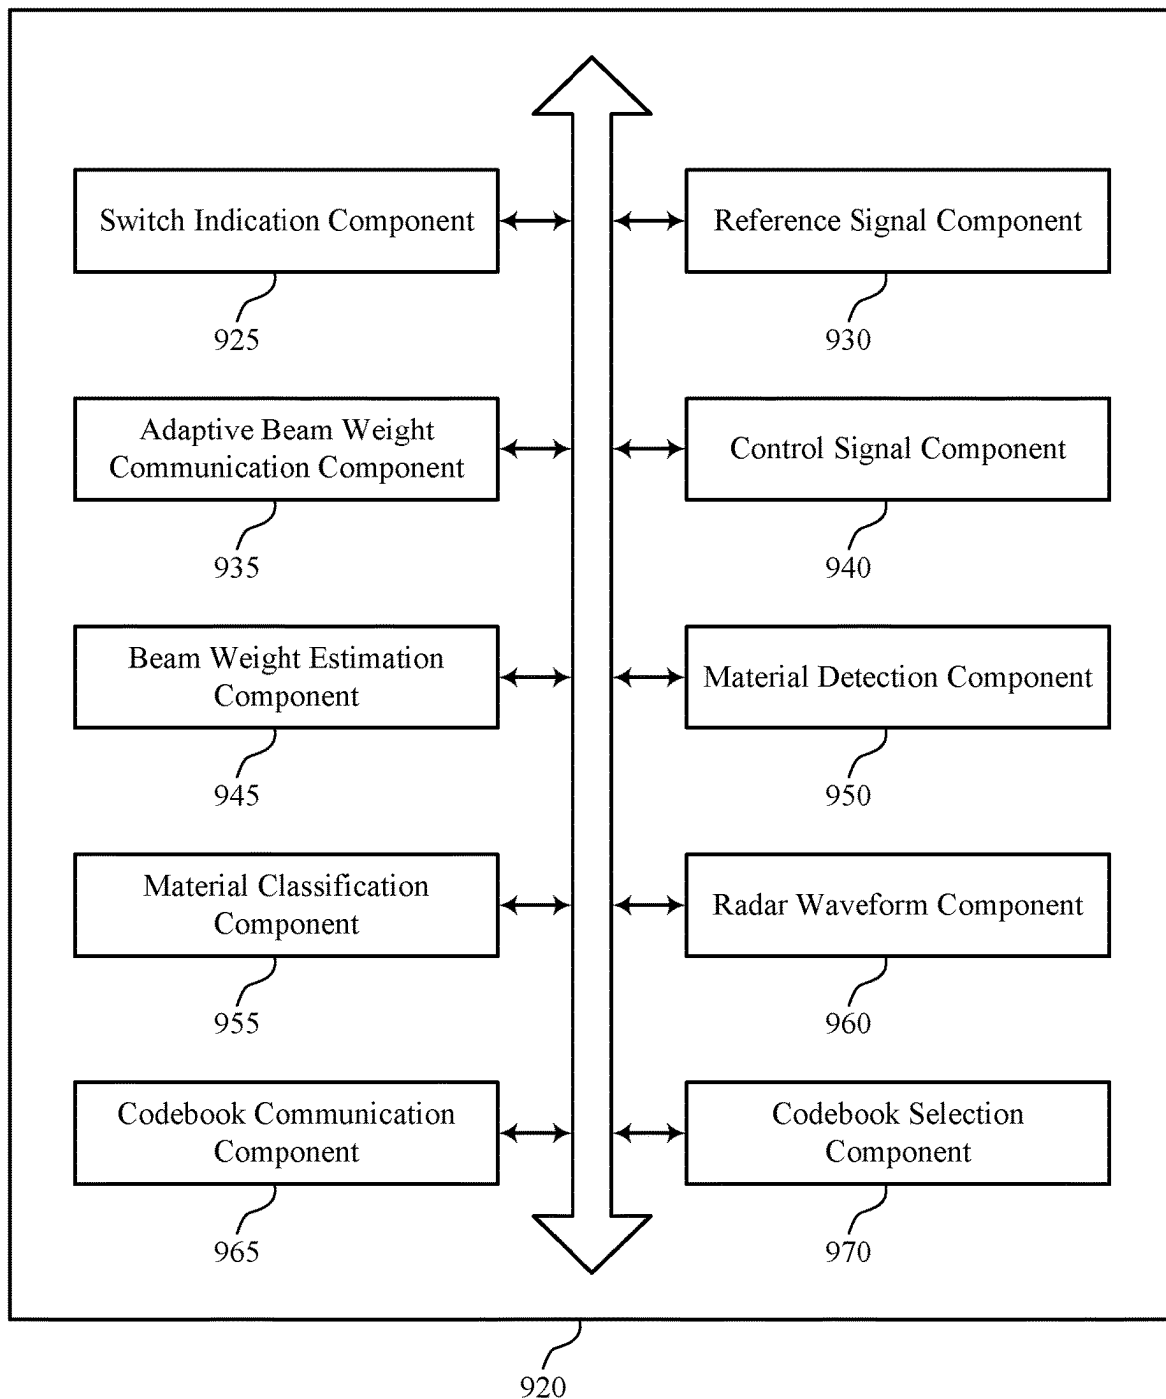 Switch Indication Component
925
Reference Signal Component
930
Adaptive Beam Weight
Communication Component
935
Control Signal Component
940
Beam Weight Estimation
Component
945
Material Detection Component
950
Material Classification
Component
955
Radar Waveform Component
960
Codebook Communication
Component
965
Codebook Selection
Component
970
920